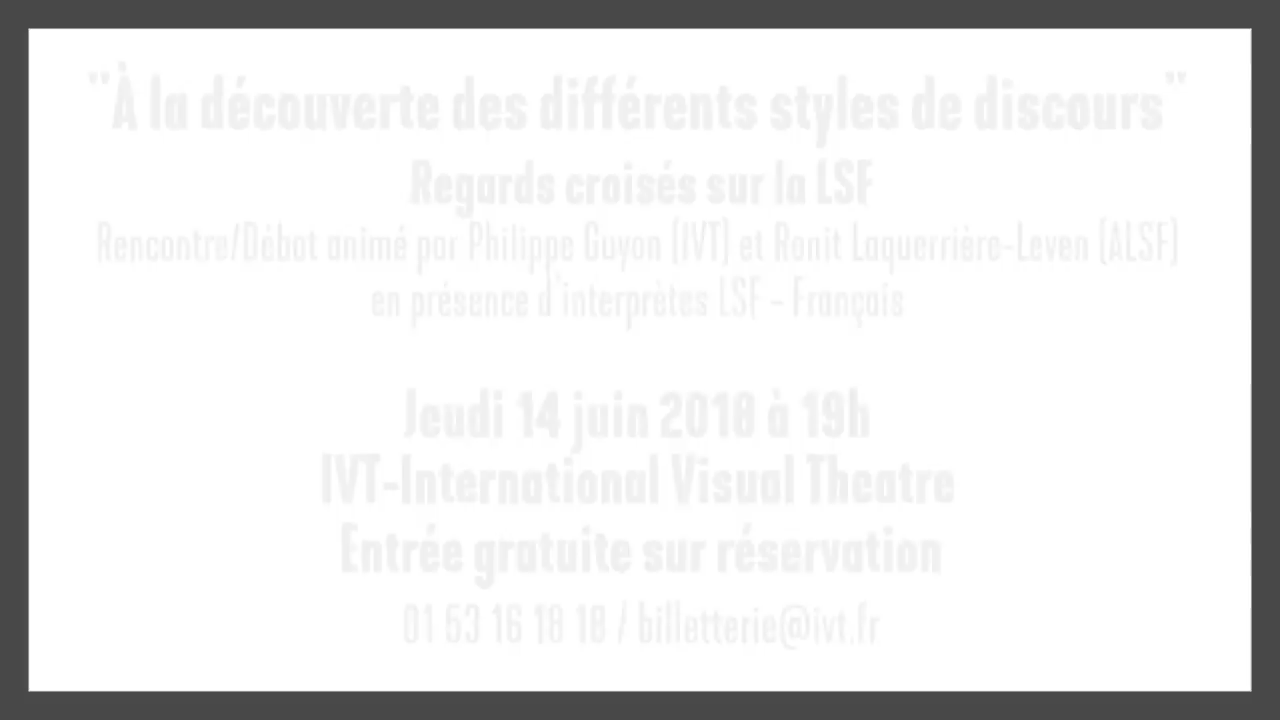 "À la découverte des différents styles de discours"
Regards croisés sur la LSF
Rencontre/Débat animé par Philippe Guyon (IVT) et Ronit Laquerrière-Leven (ALSF)
en présence d'interprètes LSF - Français
Jeudi 14 juin 2018 à 19h
IVT-International Visual Theatre
Entrée gratuite sur réservation
01 53 16 18 18 / billetterie@ivt.fr